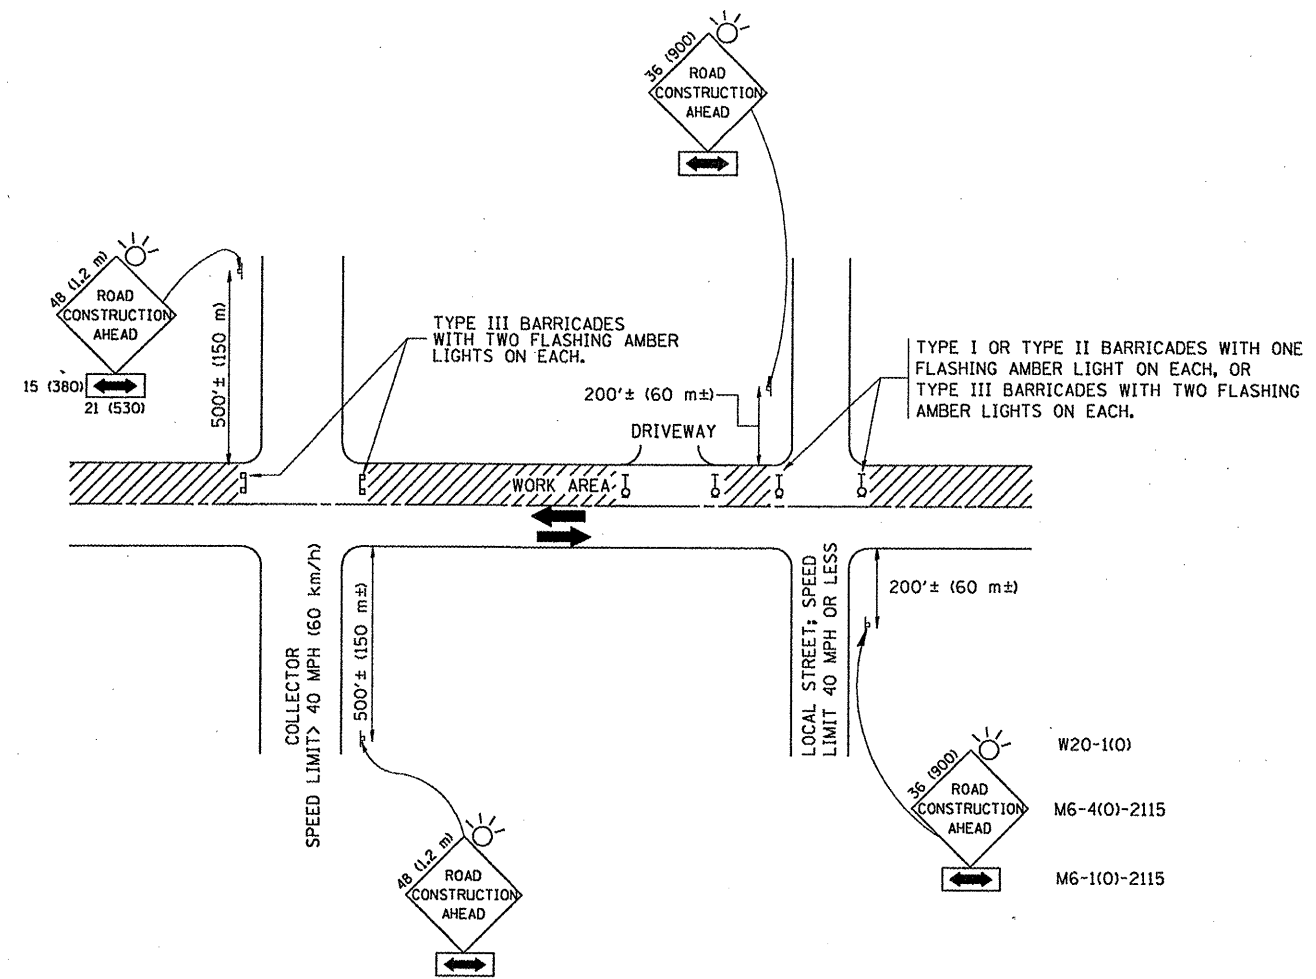 36 (900)
ROAD
CONSTRUCTION
AHEAD
48 (1.2 m)
ROAD
CONSTRUCTION
AHEAD
15 (380)
21 (530)
500'± (150 m)
TYPE III BARRICADES
WITH TWO FLASHING AMBER
LIGHTS ON EACH.
200'± (60 m±)
DRIVEWAY
TYPE I OR TYPE II BARRICADES WITH ONE
FLASHING AMBER LIGHT ON EACH, OR
TYPE III BARRICADES WITH TWO FLASHING
AMBER LIGHTS ON EACH.
WORK AREA
COLLECTOR
SPEED LIMIT> 40 MPH (60 km/h)
500'± (150 m±)
LOCAL STREET; SPEED
LIMIT 40 MPH OR LESS
200'± (60 m±)
36 (900)
ROAD
CONSTRUCTION
AHEAD
W20-1(O)
M6-4(O)-2115
M6-1(O)-2115
48 (1.2 m)
ROAD
CONSTRUCTION
AHEAD